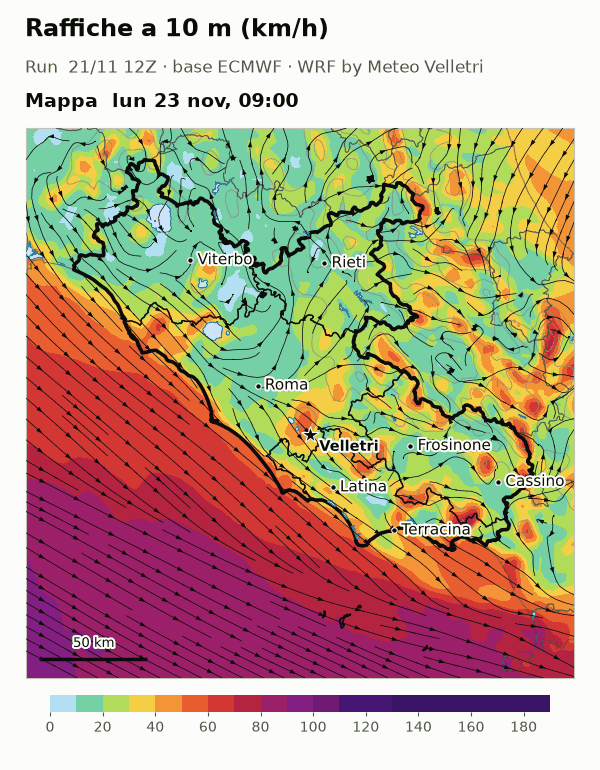 Raffiche a 10 m (km/h)
Run  21/11 12Z · base ECMWF · WRF by Meteo Velletri
Mappa  lun 23 nov, 09:00
Viterbo
Rieti
Roma
Velletri
Frosinone
Latina
Cassino
Terracina
50 km
0 20 40 60 80 100 120 140 160 180